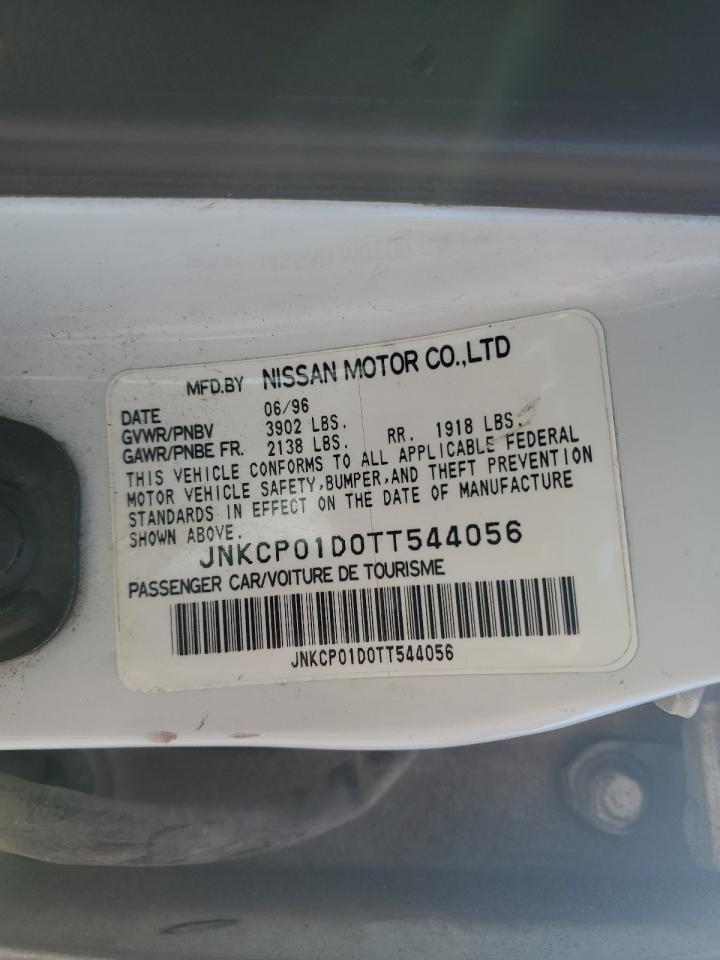 MFD.BY NISSAN MOTOR CO.,LTD
DATE 06/96
GVWR/PNBV 3902 LBS.
GAWR/PNBE FR. 2138 LBS. RR. 1918 LBS.
THIS VEHICLE CONFORMS TO ALL APPLICABLE FEDERAL
MOTOR VEHICLE SAFETY,BUMPER,AND THEFT PREVENTION
STANDARDS IN EFFECT ON THE DATE OF MANUFACTURE
SHOWN ABOVE.
JNKCP01D0TT544056
PASSENGER CAR/VOITURE DE TOURISME
JNKCP01D0TT544056